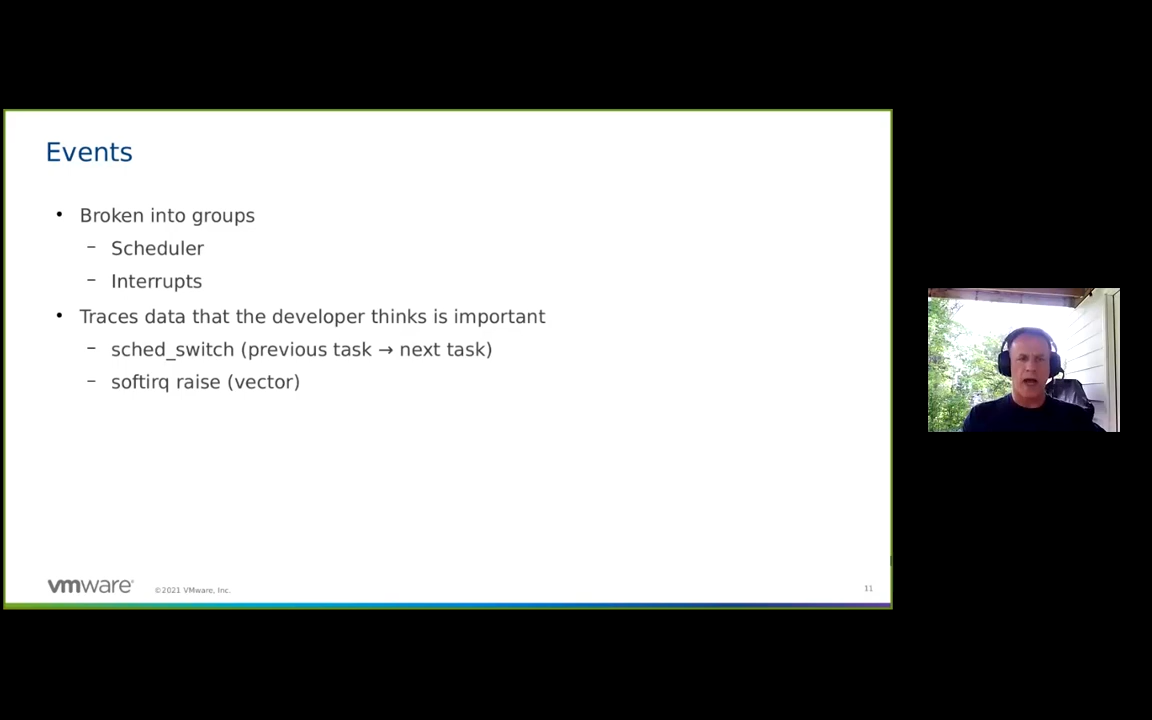 Events
• Broken into groups
– Scheduler
– Interrupts
• Traces data that the developer thinks is important
– sched_switch (previous task → next task)
– softirq raise (vector)
vmware® ©2021 VMware, Inc. 11